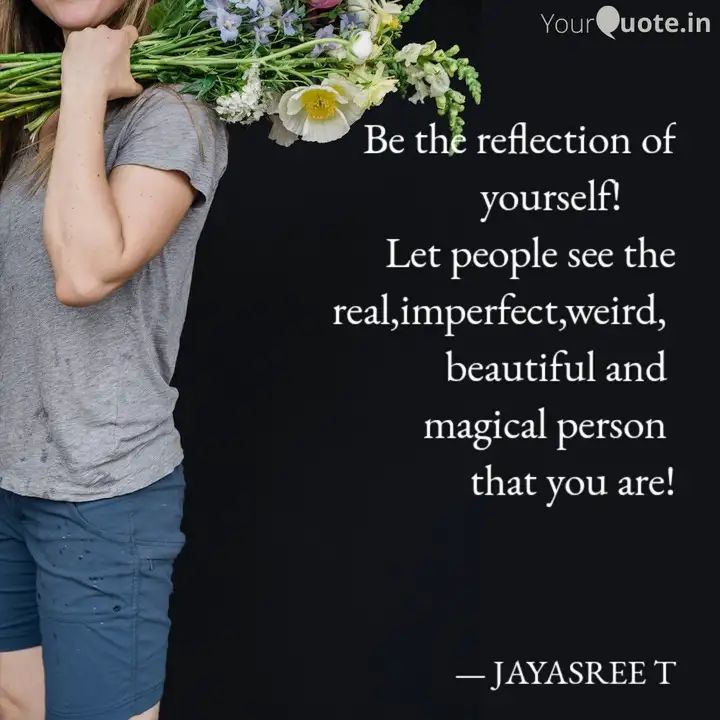 YourQuote.in
Be the reflection of
yourself!
Let people see the
real,imperfect,weird,
beautiful and
magical person
that you are!
— JAYASREE T